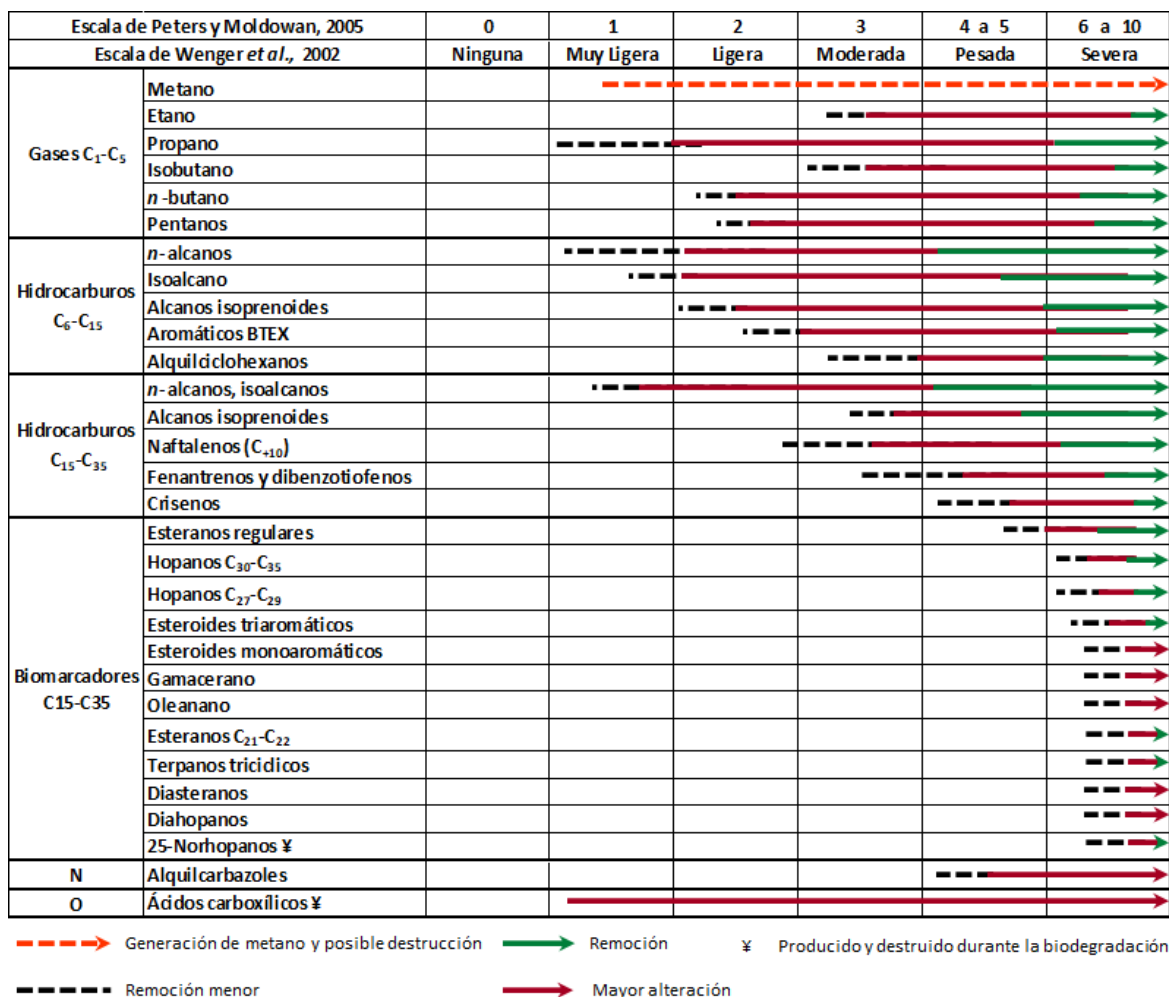 Escala de Peters y Moldowan, 2005 0 1 2 3 4 a 5 6 a 10
Escala de Wenger et al., 2002 Ninguna Muy Ligera Ligera Moderada Pesada Severa
Gases C₁-C₅
Metano
Etano
Propano
Isobutano
n-butano
Pentanos
Hidrocarburos
C₆-C₁₅
n-alcanos
Isoalcano
Alcanos isoprenoides
Aromáticos BTEX
Alquilciclohexanos
Hidrocarburos
C₁₅-C₃₅
n-alcanos, isoalcanos
Alcanos isoprenoides
Naftalenos (C₊₁₀)
Fenantrenos y dibenzotiofenos
Crisenos
Biomarcadores
C15-C35
Esteranos regulares
Hopanos C₃₀-C₃₅
Hopanos C₂₇-C₂₉
Esteroides triaromáticos
Esteroides monoaromáticos
Gamacerano
Oleanano
Esteranos C₂₁-C₂₂
Terpanos triciclicos
Diasteranos
Diahopanos
25-Norhopanos ¥
N Alquilcarbazoles
O Ácidos carboxílicos ¥
Generación de metano y posible destrucción Remoción ¥ Producido y destruido durante la biodegradación
Remoción menor Mayor alteración